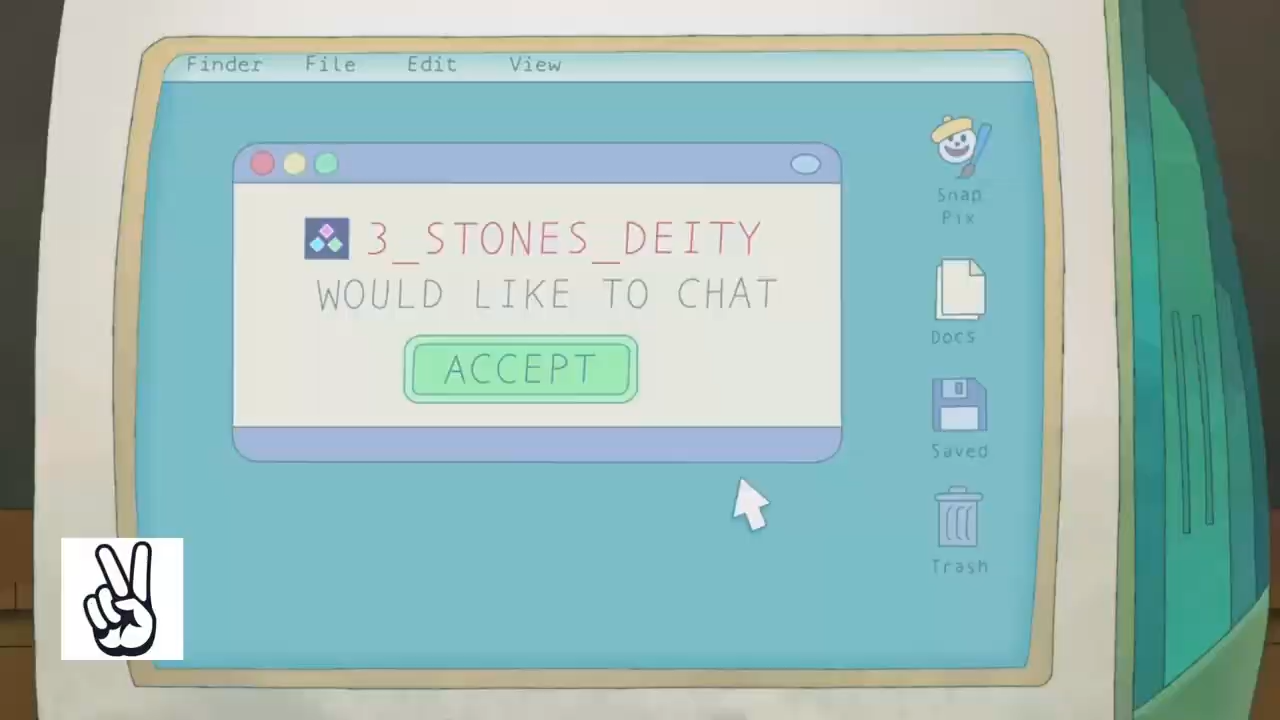 Finder File Edit View
3_STONES_DEITY
WOULD LIKE TO CHAT
ACCEPT
Snap
Pix
Docs
Saved
Trash